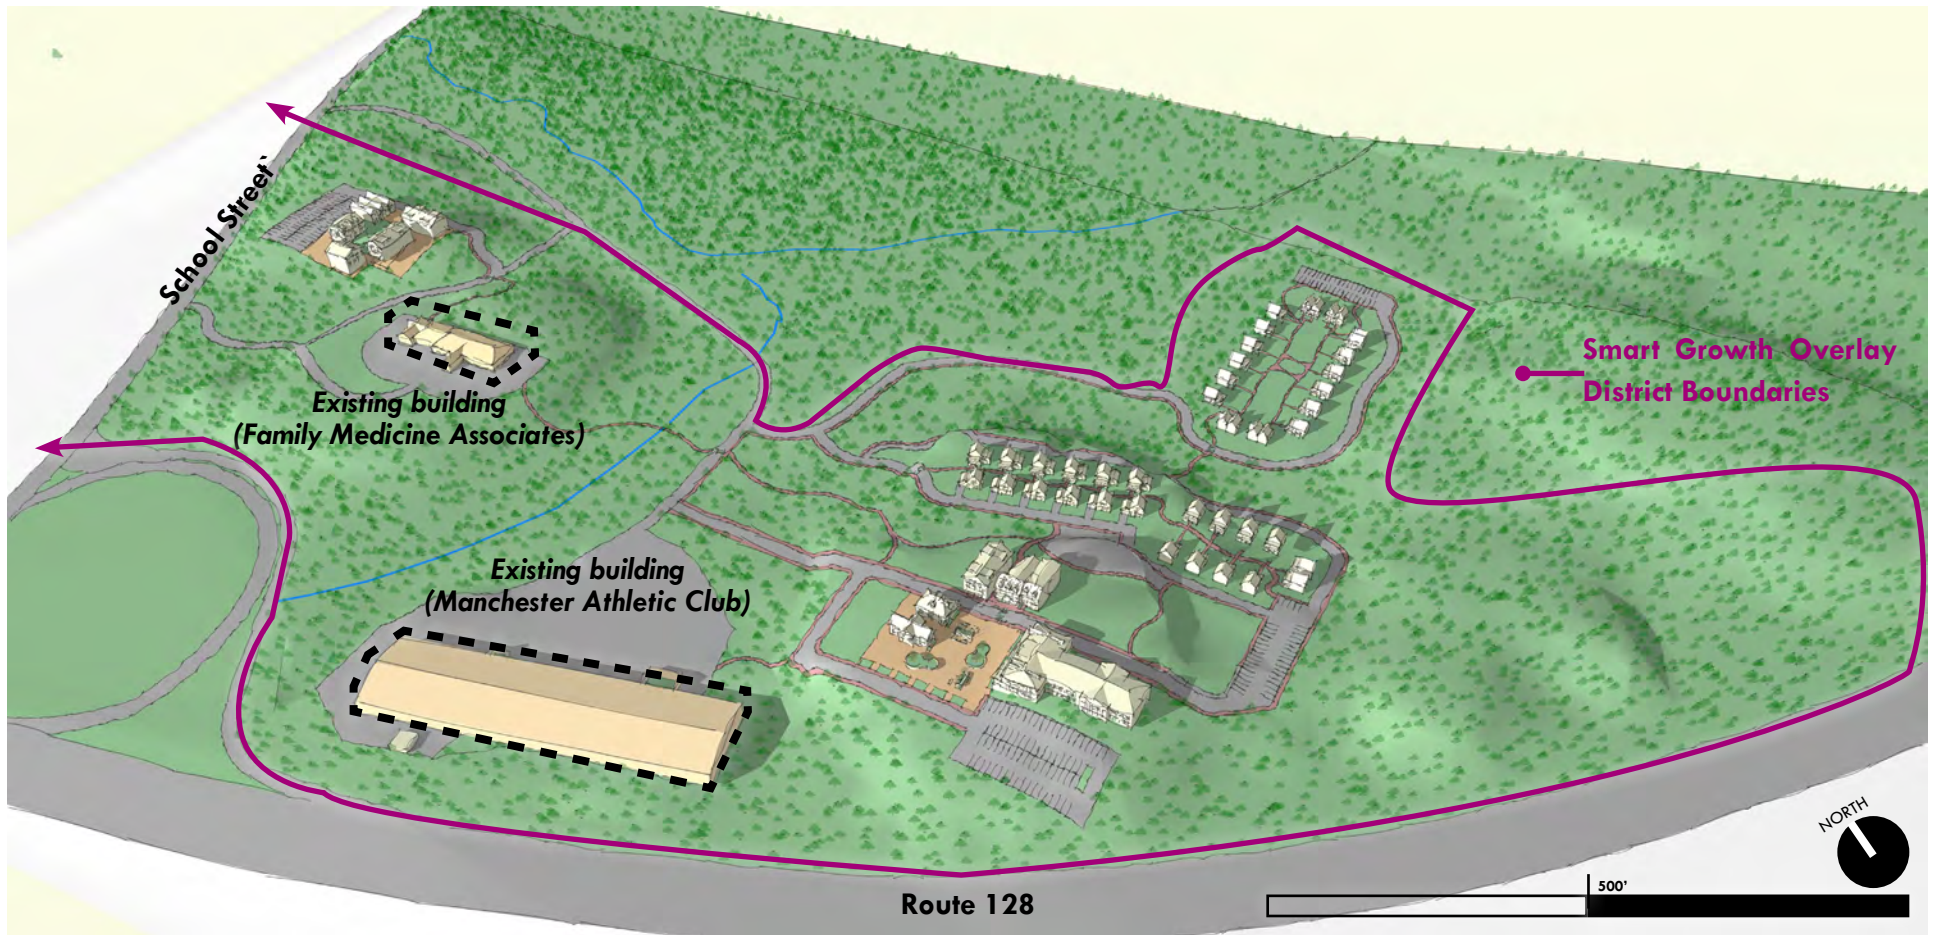 School Street`
Existing building
(Family Medicine Associates)
Smart Growth Overlay
District Boundaries
Existing building
(Manchester Athletic Club)
NORTH
500'
Route 128